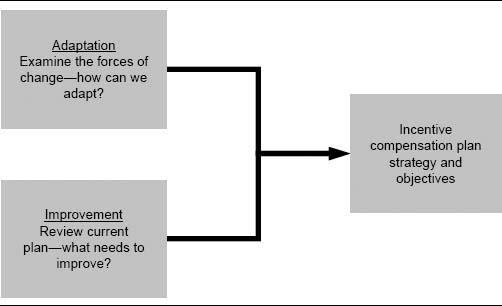 Adaptation
Examine the forces of
change—how can we
adapt?
Improvement
Review current
plan—what needs to
improve?
Incentive
compensation plan
strategy and
objectives